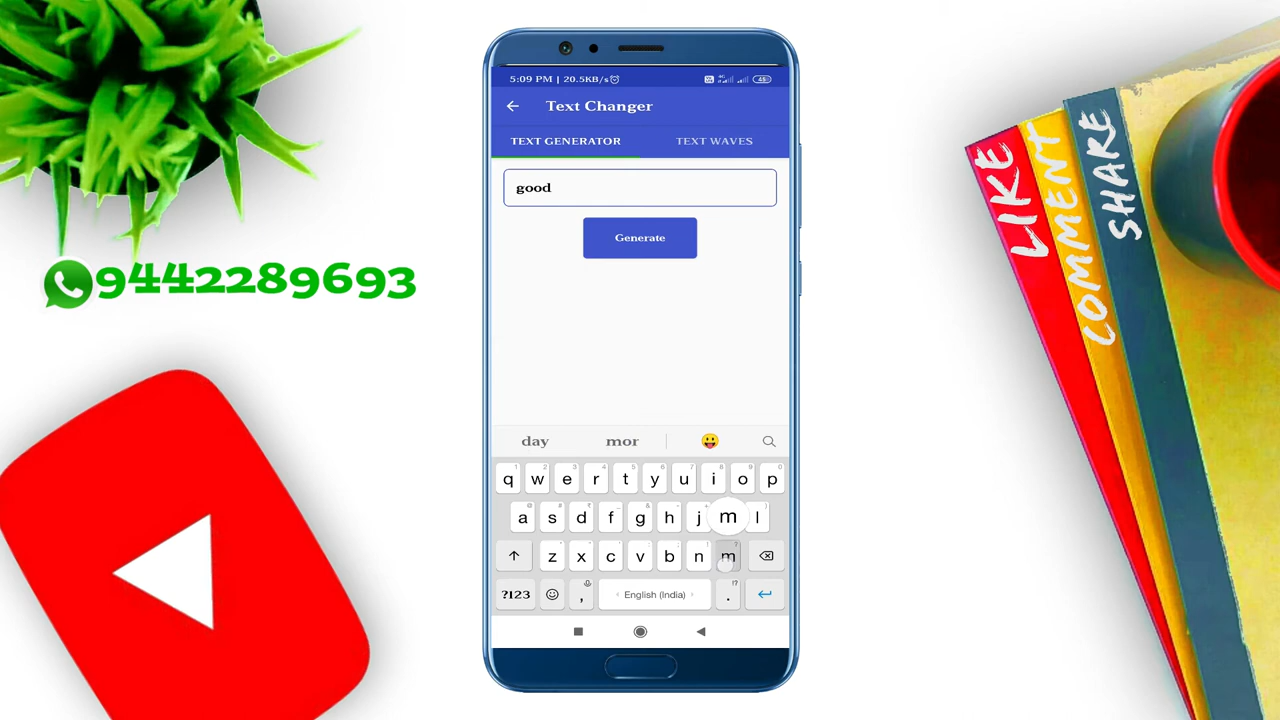 9442289693
5:09 PM | 20.5KB/s
Text Changer
TEXT GENERATOR TEXT WAVES
good
Generate
day mor
q w e r t y u i o p
a s d f g h j m l
z x c v b n m
?123 , English (India) .
LIKE
COMMENT
SHARE